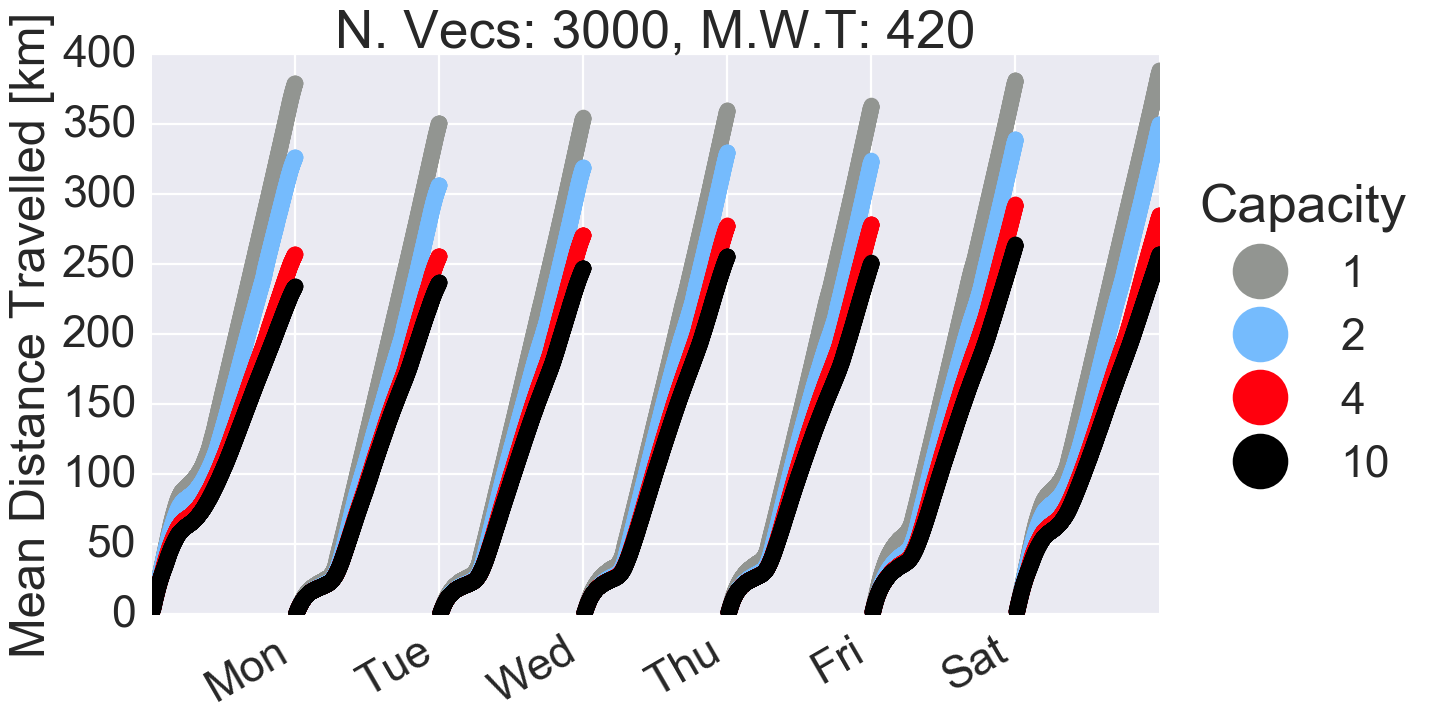 N. Vecs: 3000, M.W.T: 420
Mean Distance Travelled [km]
400
350
300
250
200
150
100
50
0
Mon
Tue
Wed
Thu
Fri
Sat
Capacity
1
2
4
10